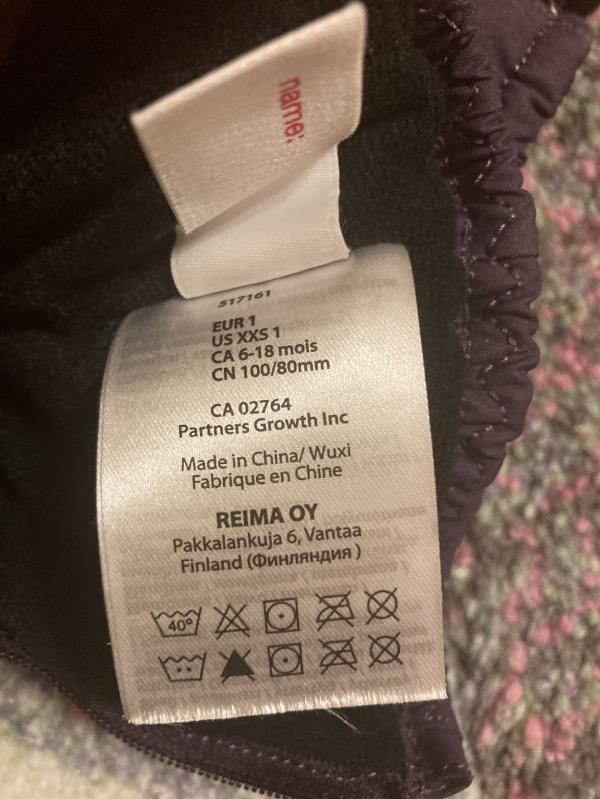 name:
517161
EUR 1
US XXS 1
CA 6-18 mois
CN 100/80mm
CA 02764
Partners Growth Inc
Made in China/ Wuxi
Fabrique en Chine
REIMA OY
Pakkalankuja 6, Vantaa
Finland (Финляндия )
40°